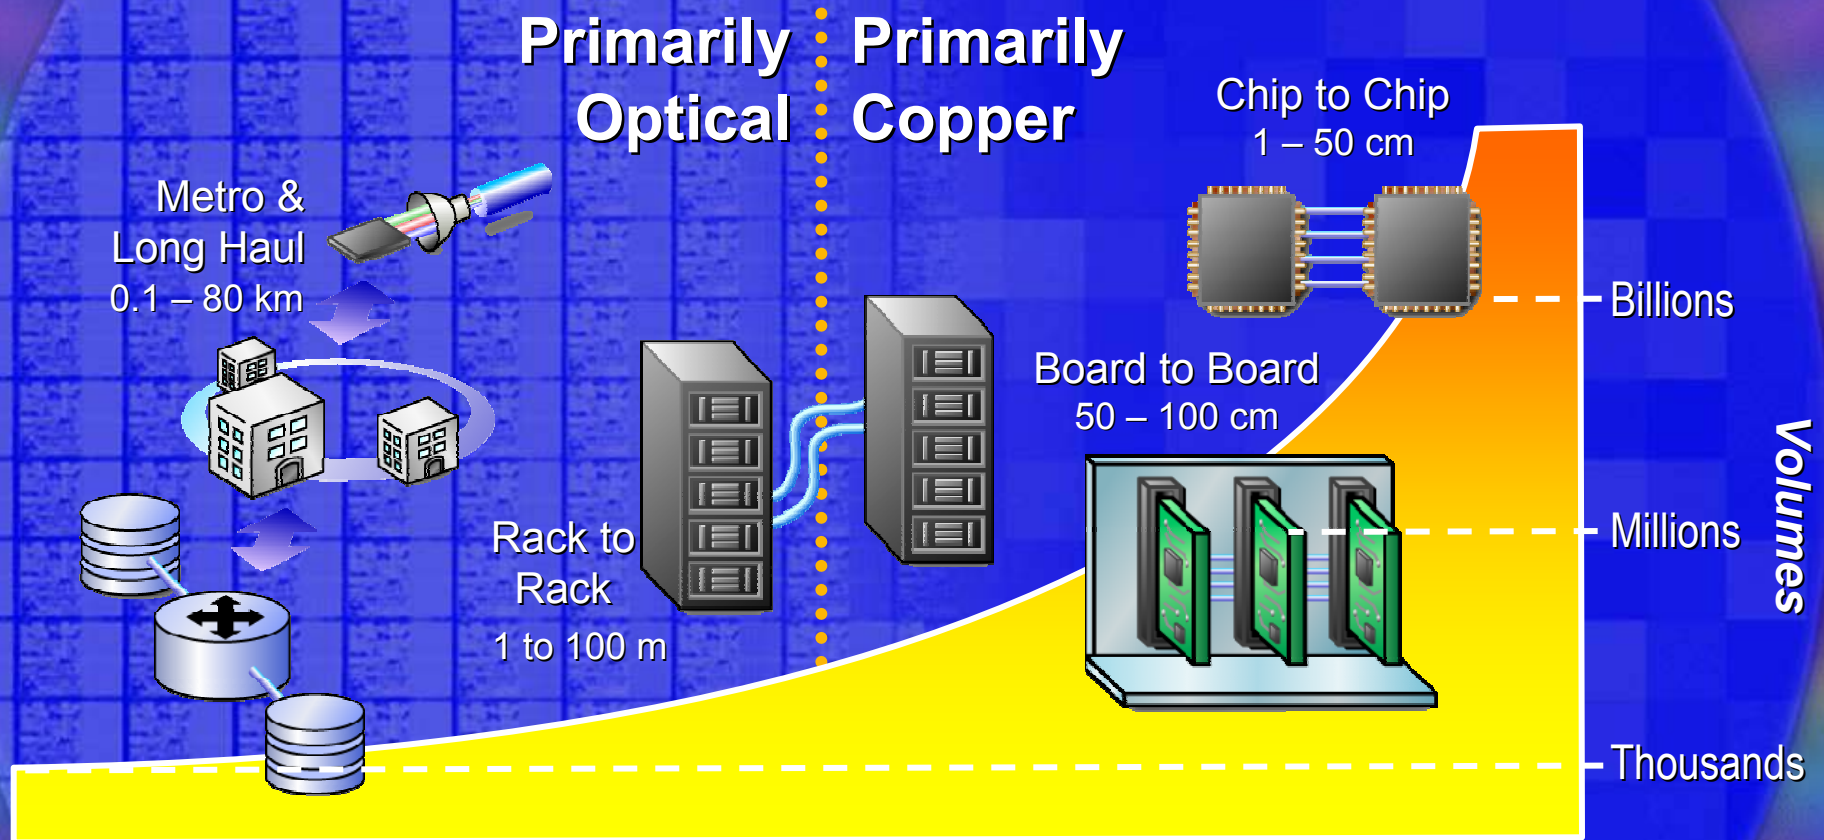 Primarily
Optical
Primarily
Copper
Metro &
Long Haul
0.1 – 80 km
Rack to
Rack
1 to 100 m
Chip to Chip
1 – 50 cm
Board to Board
50 – 100 cm
Billions
Millions
Thousands
Volumes